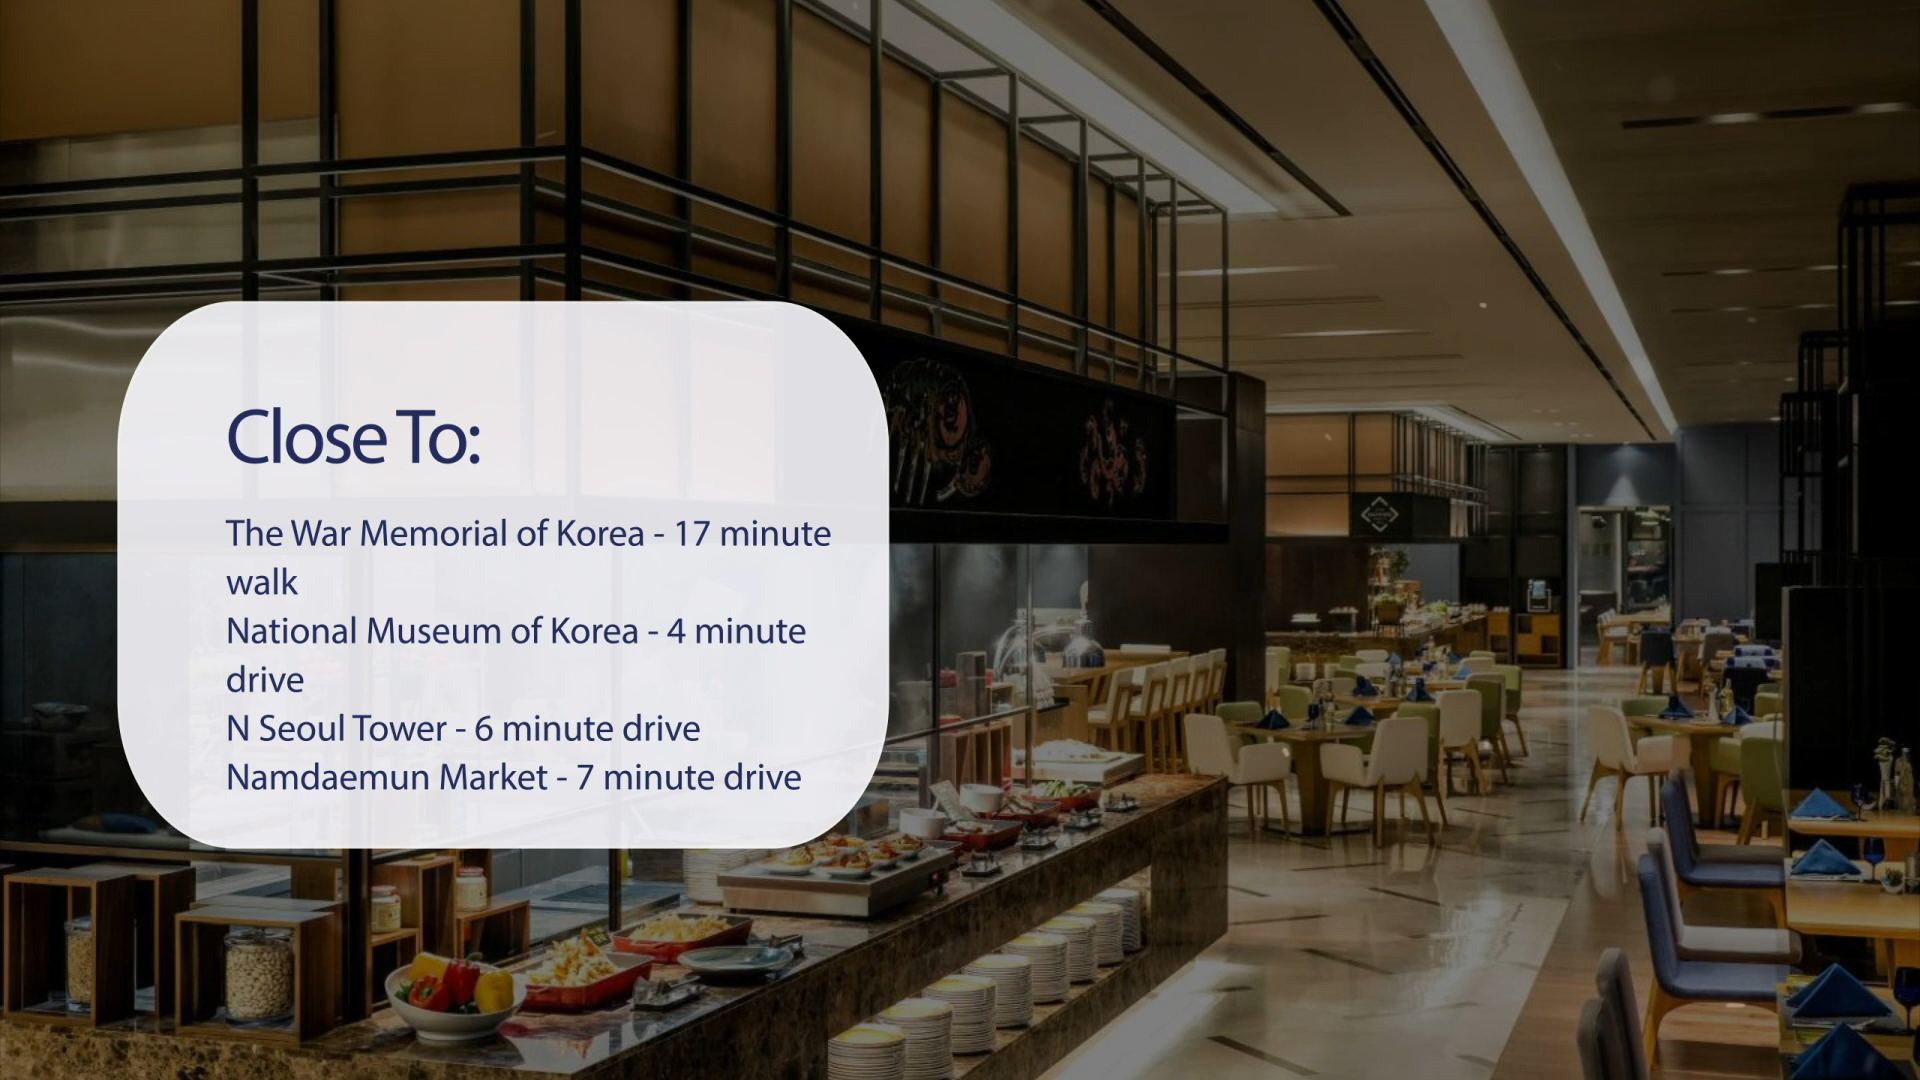 Close To:
The War Memorial of Korea - 17 minute
walk
National Museum of Korea - 4 minute
drive
N Seoul Tower - 6 minute drive
Namdaemun Market - 7 minute drive